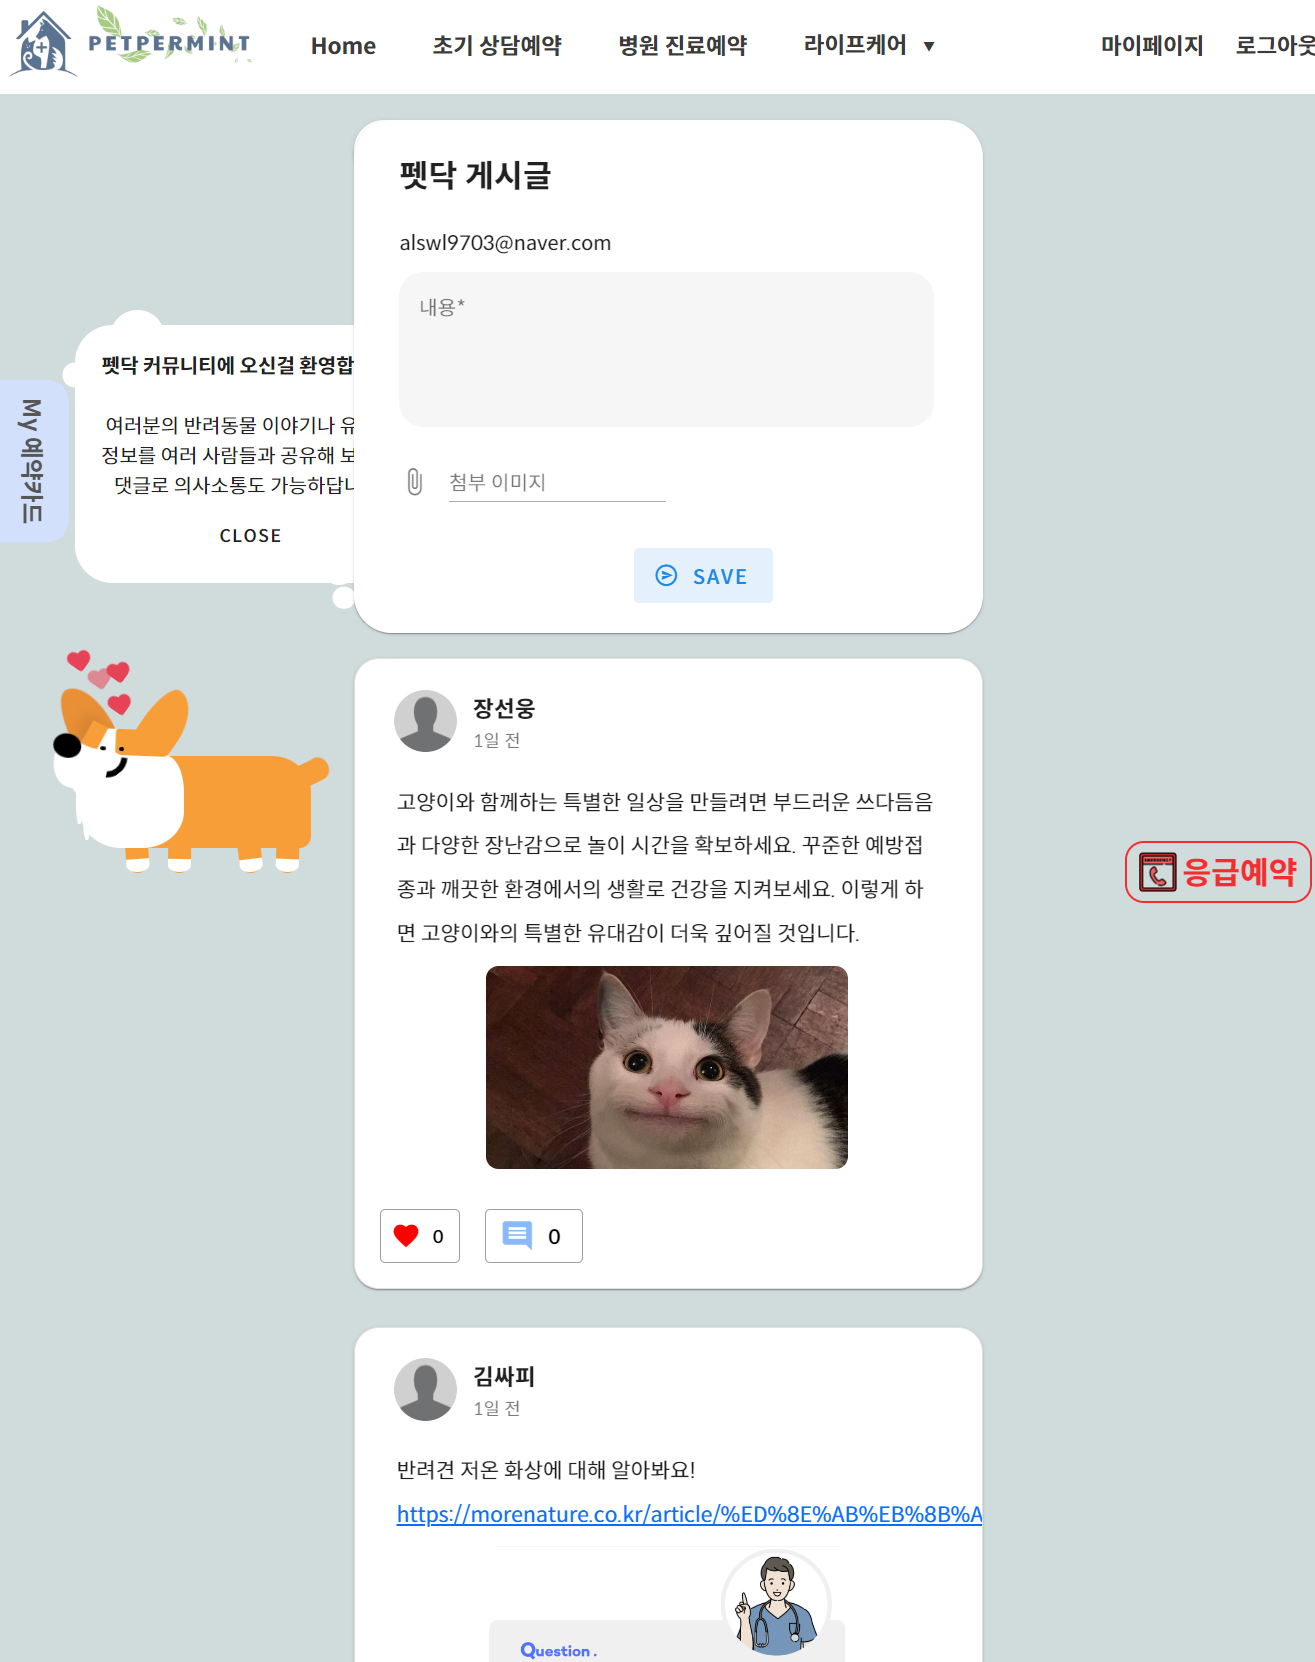 PETPERMINT
Home
초기 상담예약
병원 진료예약
라이프케어 ▼
마이페이지
로그아웃
펫닥 게시글
alswl9703@naver.com
내용*
첨부 이미지
SAVE
펫닥 커뮤니티에 오신걸 환영합
여러분의 반려동물 이야기나 유
정보를 여러 사람들과 공유해 보
댓글로 의사소통도 가능하답니
CLOSE
My 예약카드
장선웅
1일 전
고양이와 함께하는 특별한 일상을 만들려면 부드러운 쓰다듬음
과 다양한 장난감으로 놀이 시간을 확보하세요. 꾸준한 예방접
종과 깨끗한 환경에서의 생활로 건강을 지켜보세요. 이렇게 하
면 고양이와의 특별한 유대감이 더욱 깊어질 것입니다.
응급예약
0
0
김싸피
1일 전
반려견 저온 화상에 대해 알아봐요!
https://morenature.co.kr/article/%ED%8E%AB%EB%8B%A
Question .